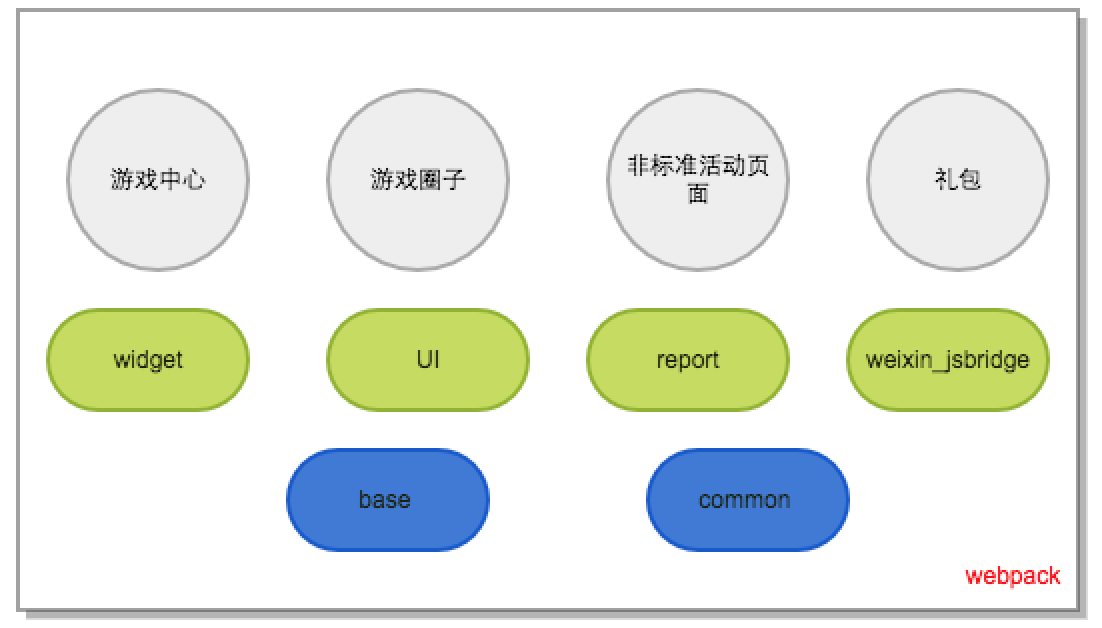 游戏中心
游戏圈子
非标准活动页
面
礼包
widget
UI
report
weixin_jsbridge
base
common
webpack